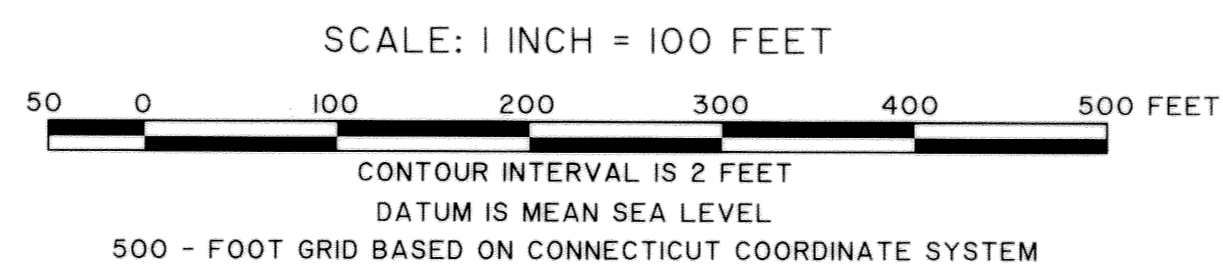 SCALE: 1 INCH = 100 FEET
50 0 100 200 300 400 500 FEET
CONTOUR INTERVAL IS 2 FEET
DATUM IS MEAN SEA LEVEL
500 - FOOT GRID BASED ON CONNECTICUT COORDINATE SYSTEM